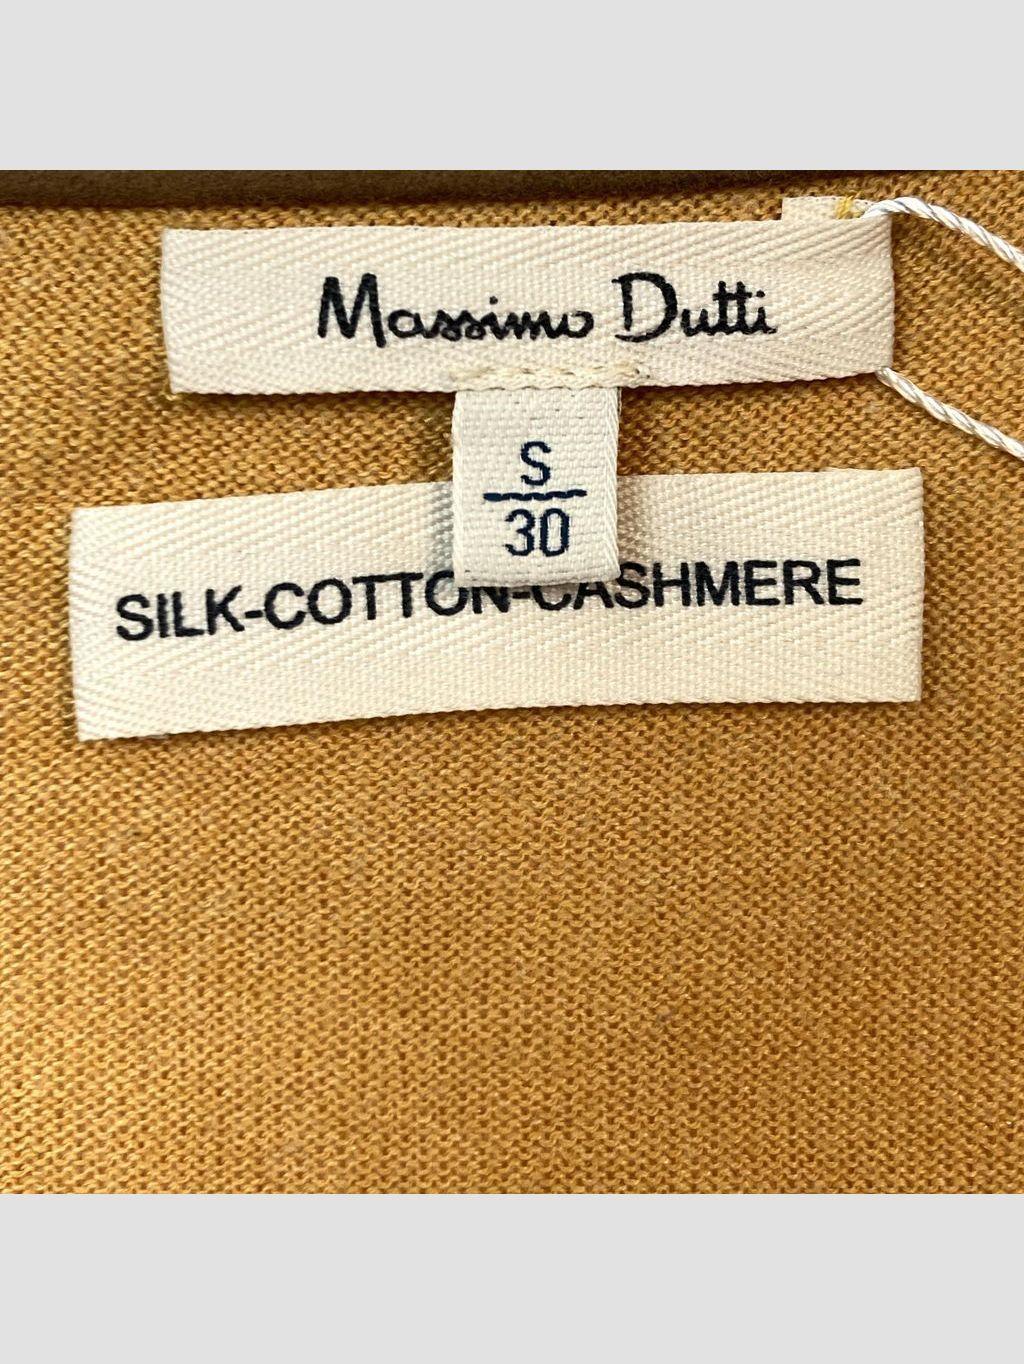 Massimo Dutti
S
30
SILK-COTTON-CASHMERE